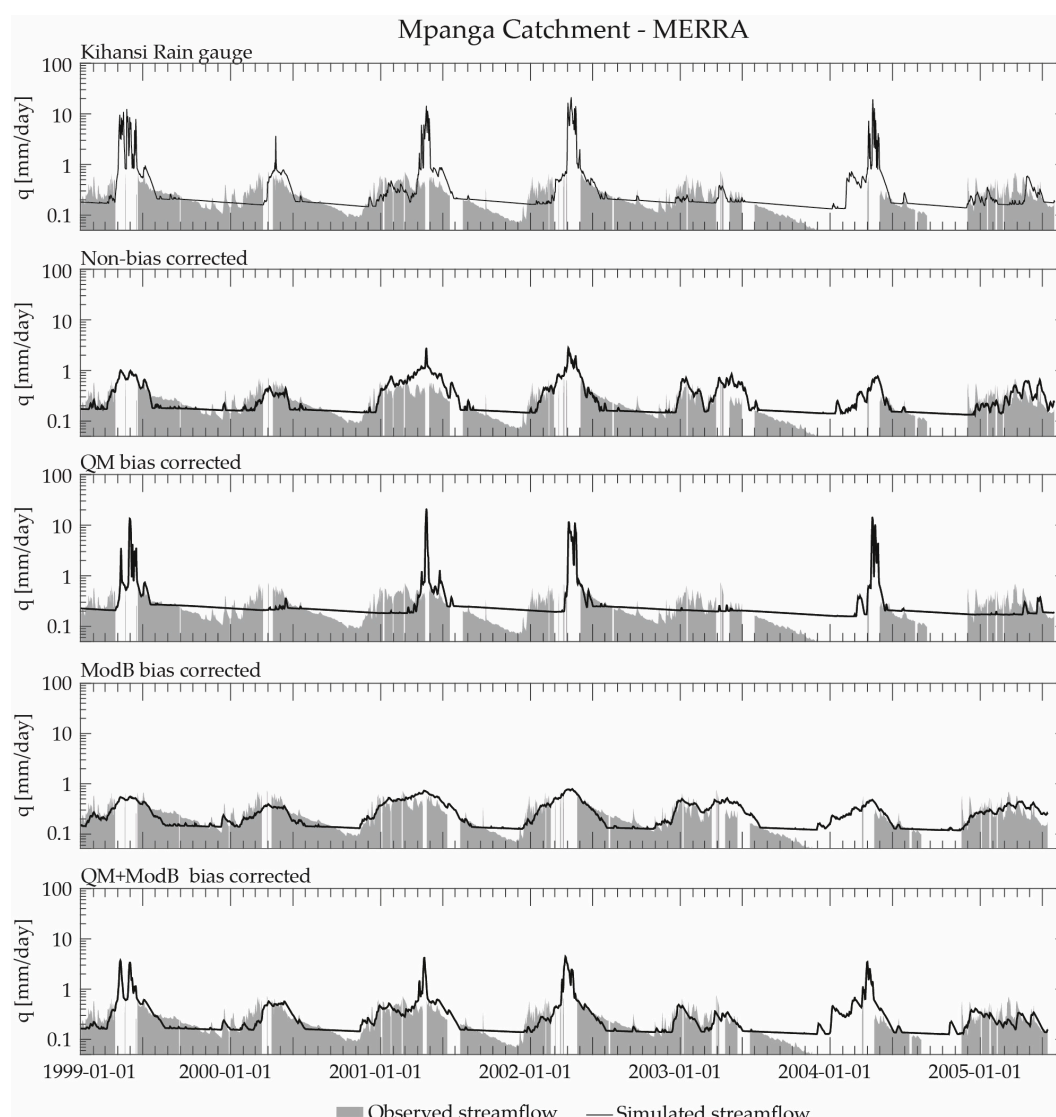 Mpanga Catchment - MERRA
Kihansi Rain gauge
100
10
1
0.1
q [mm/day]
Non-bias corrected
100
10
1
0.1
q [mm/day]
QM bias corrected
100
10
1
0.1
q [mm/day]
ModB bias corrected
100
10
1
0.1
q [mm/day]
QM+ModB bias corrected
100
10
1
0.1
q [mm/day]
1999-01-01 2000-01-01 2001-01-01 2002-01-01 2003-01-01 2004-01-01 2005-01-01
Observed streamflow Simulated streamflow